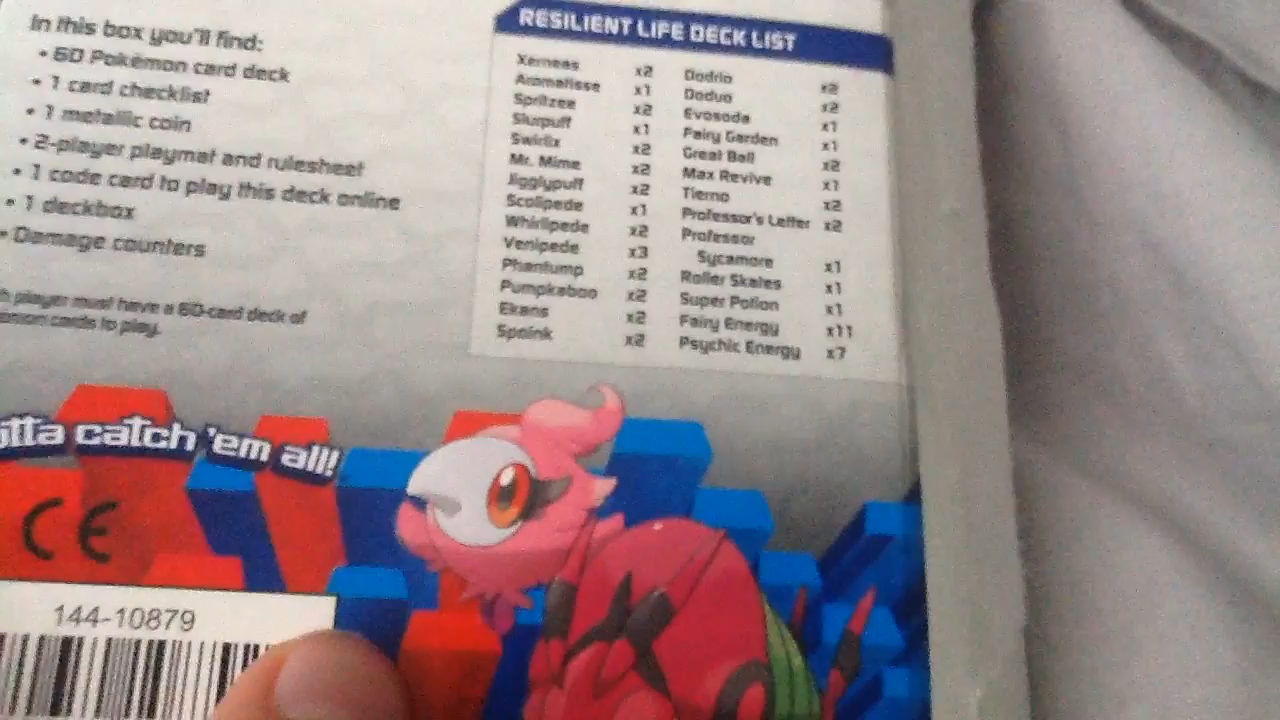 In this box you'll find:
• 60 Pokémon card deck
• 1 card checklist
• 1 metallic coin
• 2-player playmat and rulesheet
• 1 code card to play this deck online
• 1 deckbox
• Damage counters
player must have a 60-card deck of
cards to play.
RESILIENT LIFE DECK LIST
Xerneas x2
Aromatisse x1
Spritzee x2
Slurpuff x1
Swirlix x2
Mr. Mime x2
Jigglypuff x2
Scolipede x1
Whirlipede x2
Venipede x3
Phantump x2
Pumpkaboo x2
Ekans x2
Spoink x2
Dodrio x2
Doduo x2
Evosoda x1
Fairy Garden x1
Great Ball x2
Max Revive x1
Tierno x2
Professor's Letter x2
Professor
Sycamore x1
Roller Skates x1
Super Potion x1
Fairy Energy x11
Psychic Energy x7
otta catch 'em all!
CE
144-10879